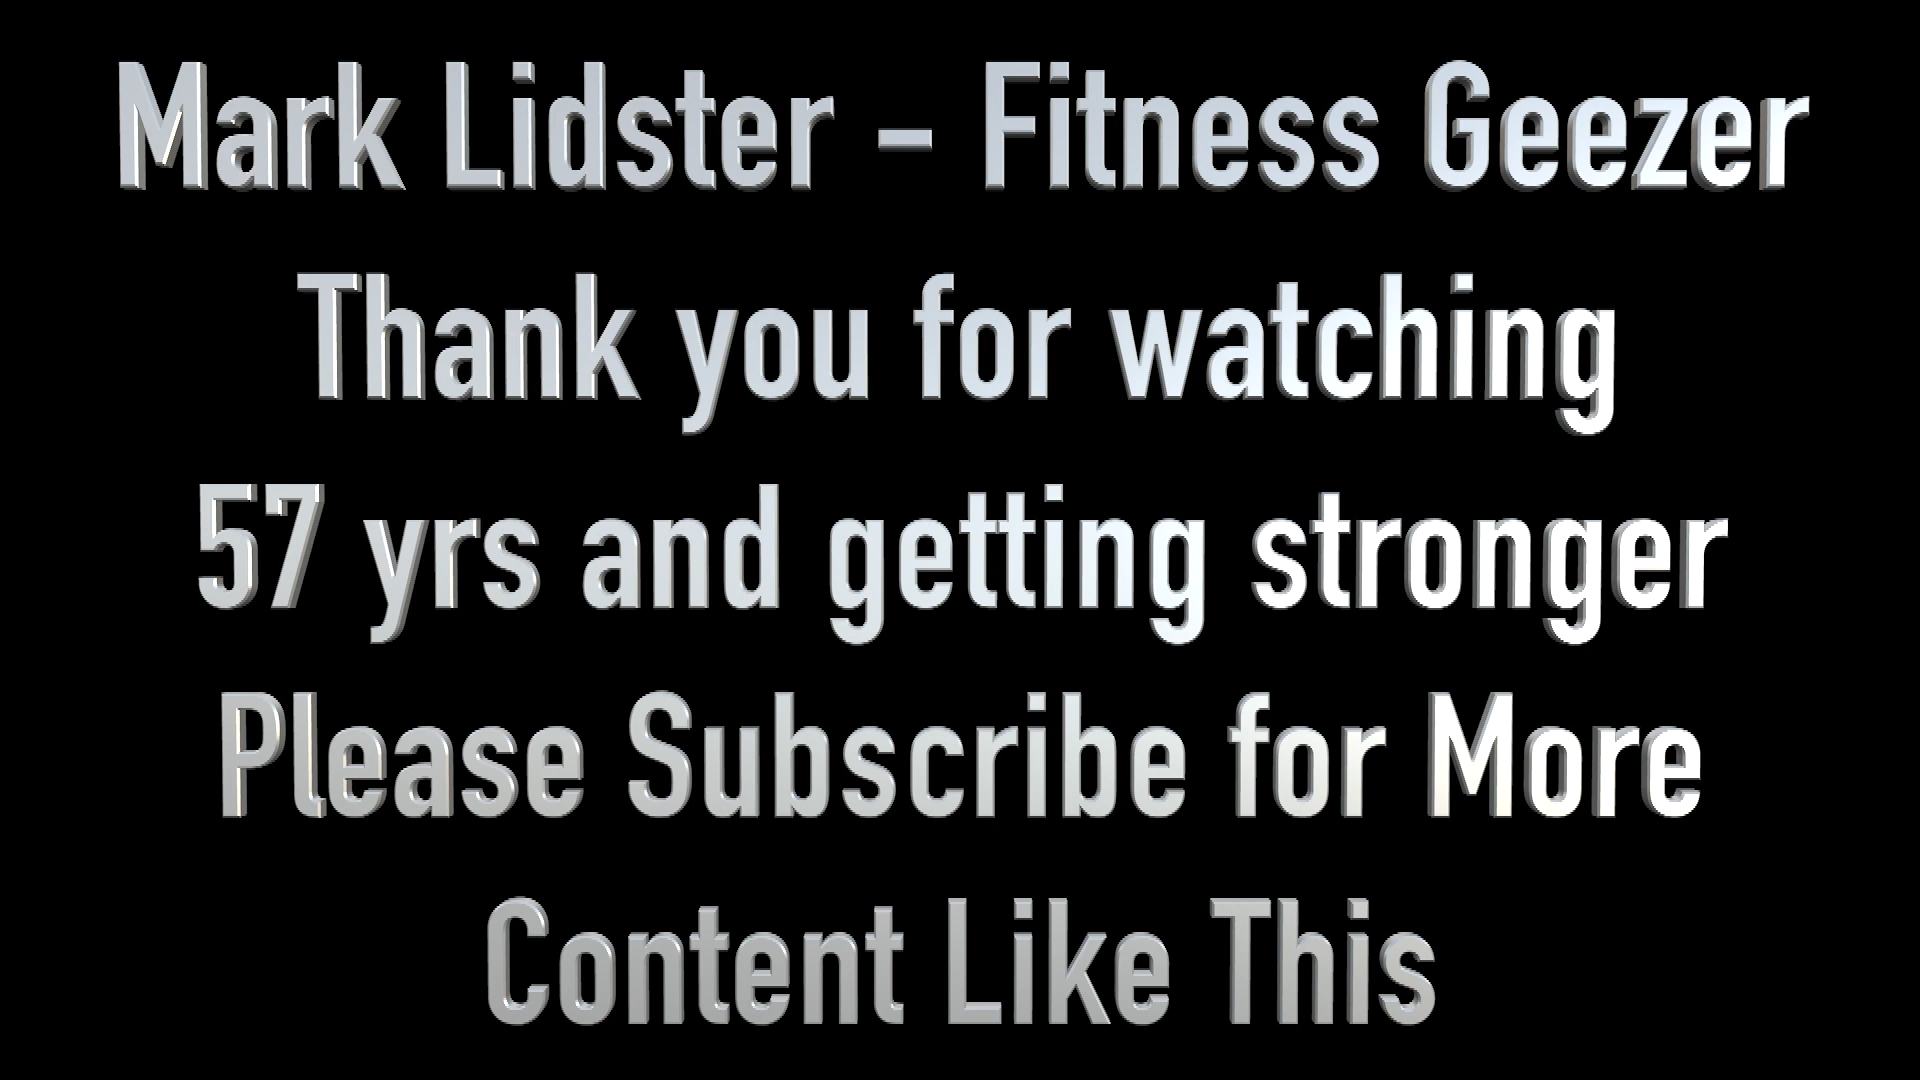 Mark Lidster - Fitness Geezer
Thank you for watching
57 yrs and getting stronger
Please Subscribe for More
Content Like This